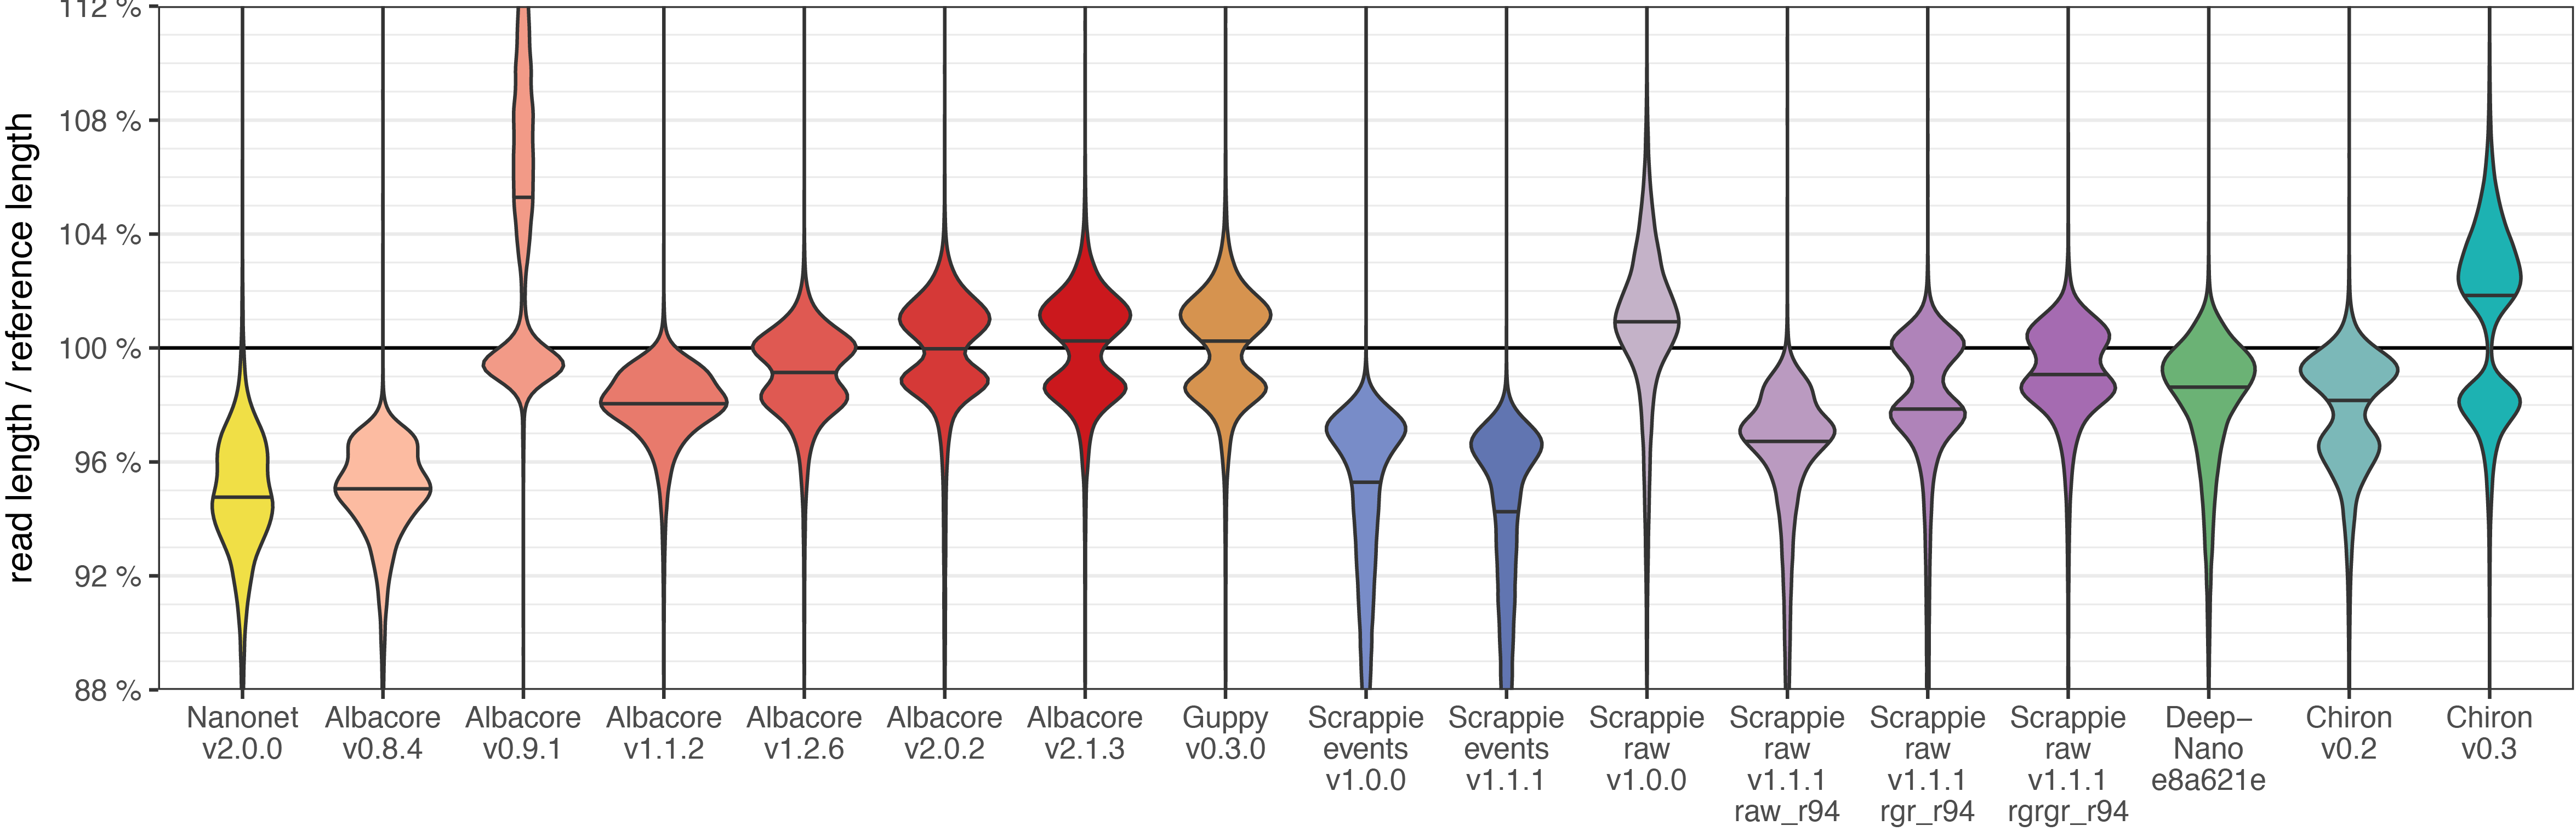 read length / reference length
112 %
108 %
104 %
100 %
96 %
92 %
88 %
Nanonet
v2.0.0
Albacore
v0.8.4
Albacore
v0.9.1
Albacore
v1.1.2
Albacore
v1.2.6
Albacore
v2.0.2
Albacore
v2.1.3
Guppy
v0.3.0
Scrappie
events
v1.0.0
Scrappie
events
v1.1.1
Scrappie
raw
v1.0.0
Scrappie
raw
v1.1.1
raw_r94
Scrappie
raw
v1.1.1
rgr_r94
Scrappie
raw
v1.1.1
rgrgr_r94
Deep−
Nano
e8a621e
Chiron
v0.2
Chiron
v0.3